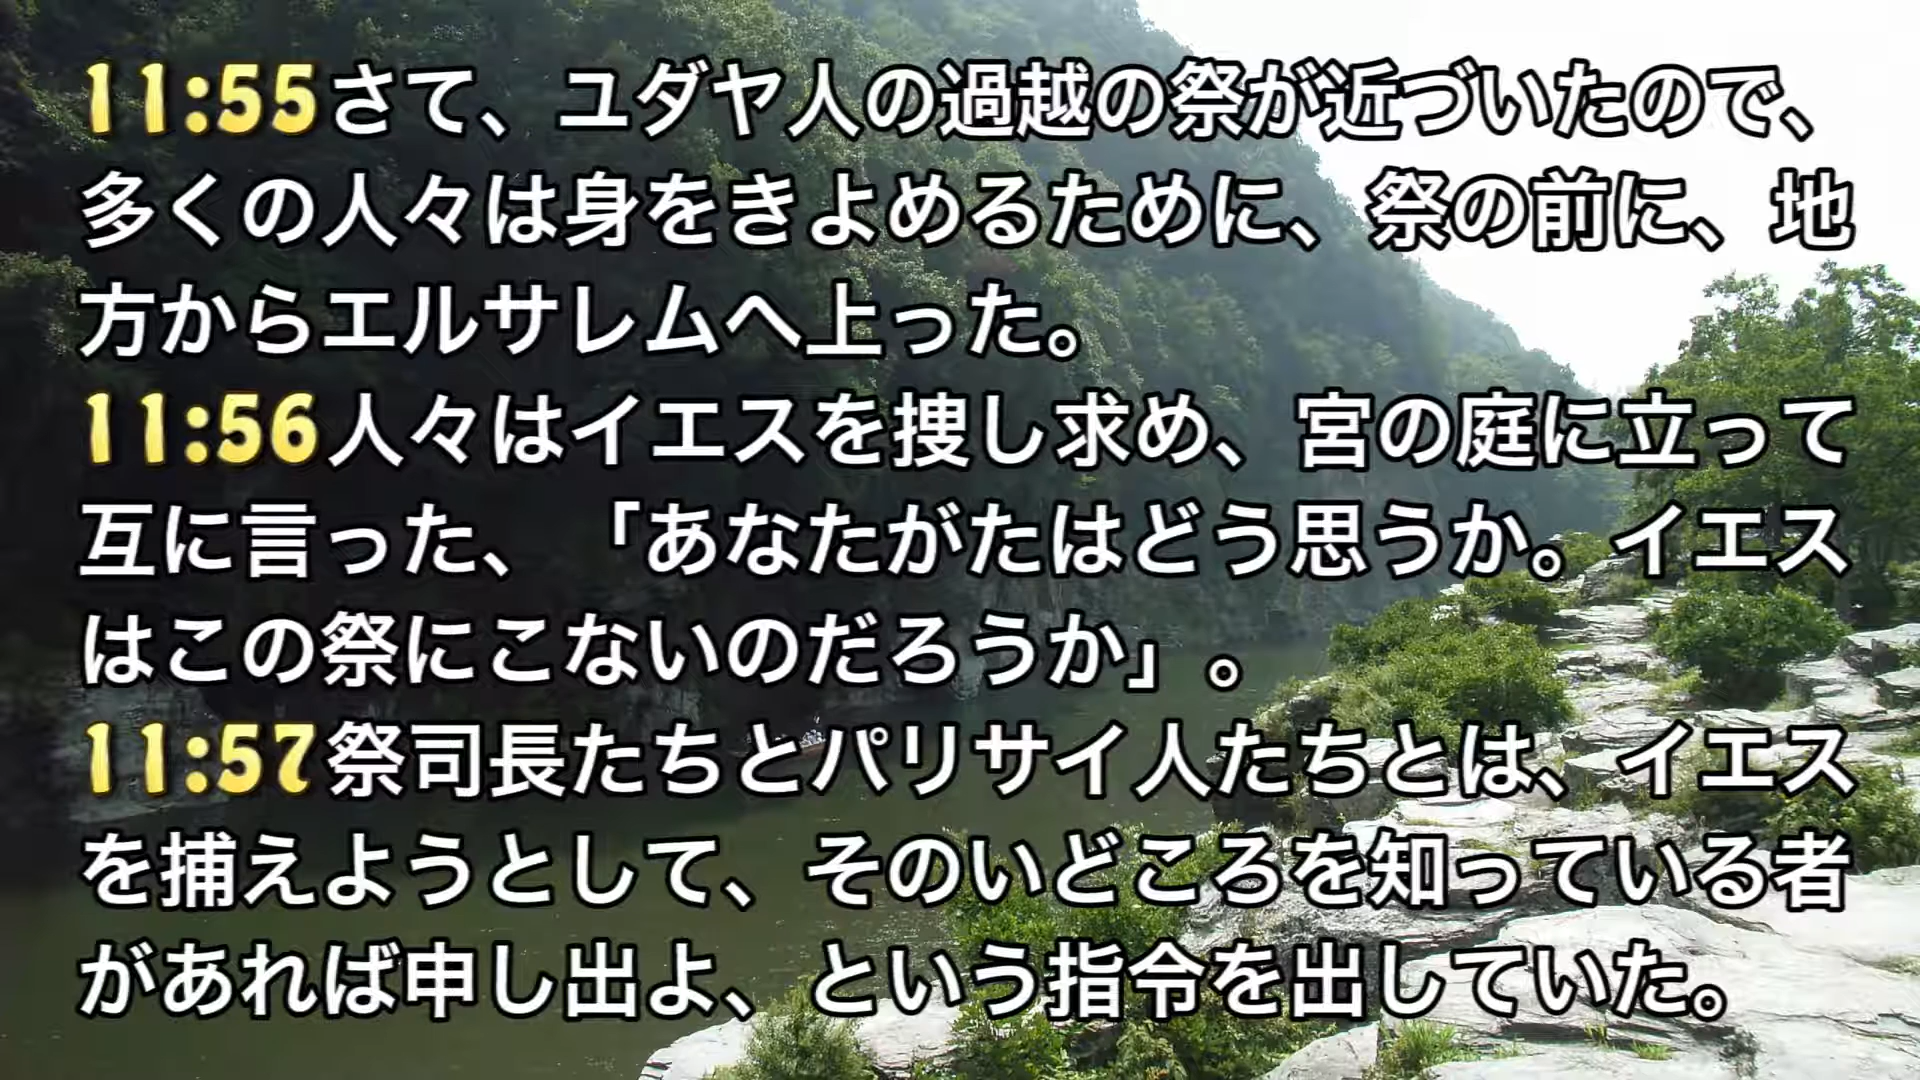 11:55さて、ユダヤ人の過越の祭が近づいたので、
多くの人々は身をきよめるために、祭の前に、地
方からエルサレムへ上った。
11:56人々はイエスを捜し求め、宮の庭に立って
互に言った、「あなたがたはどう思うか。イエス
はこの祭にこないのだろうか」。
11:57祭司長たちとパリサイ人たちとは、イエス
を捕えようとして、そのいどころを知っている者
があれば申し出よ、という指令を出していた。